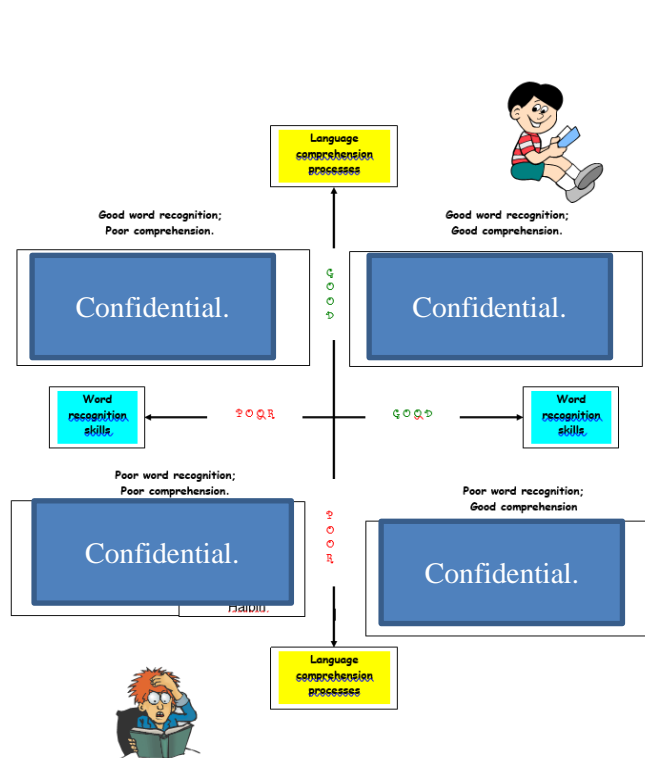 Language
comprehension
processes
Good word recognition;
Poor comprehension.
Good word recognition;
Good comprehension.
G
O
O
D
Confidential.
Confidential.
Word
recognition
skills
POOR
GOOD
Word
recognition
skills
Poor word recognition;
Poor comprehension.
Poor word recognition;
Good comprehension
P
O
O
R
Confidential.
Confidential.
Language
comprehension
processes